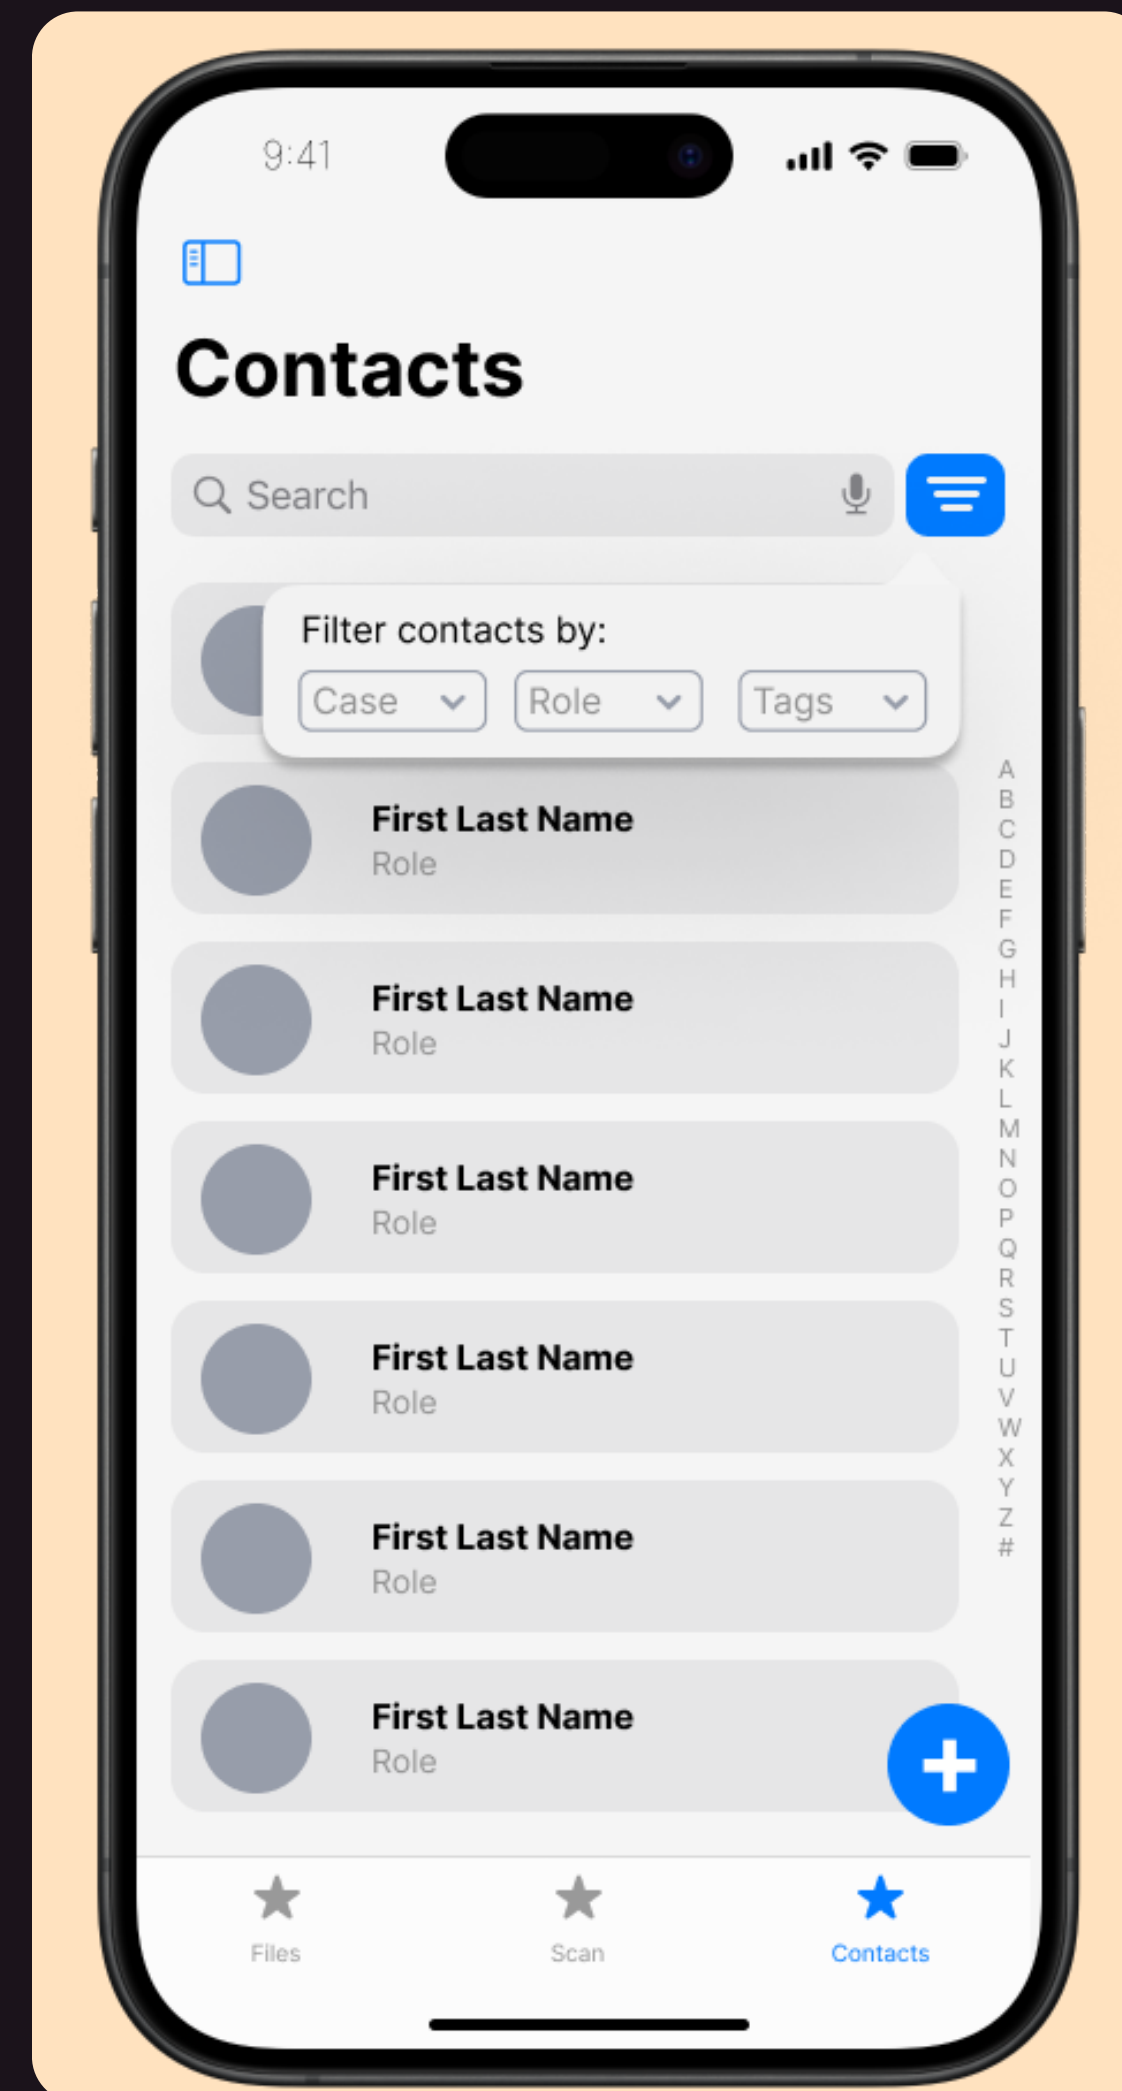 9:41
Contacts
Search
Filter contacts by:
Case Role Tags
First Last Name
Role
First Last Name
Role
First Last Name
Role
First Last Name
Role
First Last Name
Role
First Last Name
Role
A
B
C
D
E
F
G
H
I
J
K
L
M
N
O
P
Q
R
S
T
U
V
W
X
Y
Z
#
Files Scan Contacts